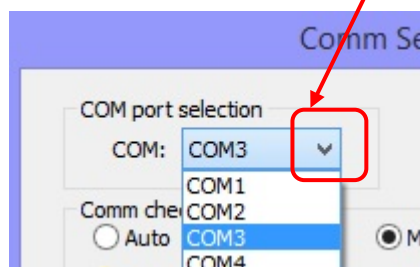 Comm Se
COM port selection
COM: COM3
COM1
Comm che COM2
Auto COM3 M
COM4